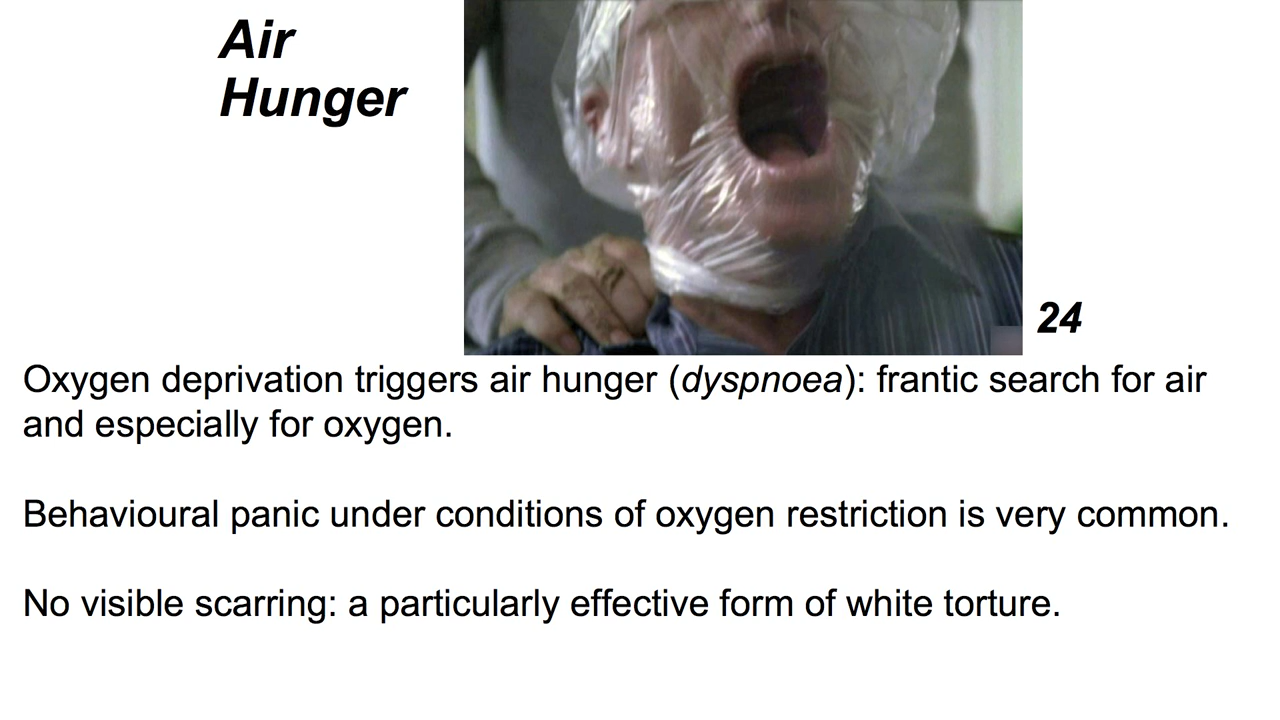 Air
Hunger
24
Oxygen deprivation triggers air hunger (dyspnoea): frantic search for air
and especially for oxygen.
Behavioural panic under conditions of oxygen restriction is very common.
No visible scarring: a particularly effective form of white torture.